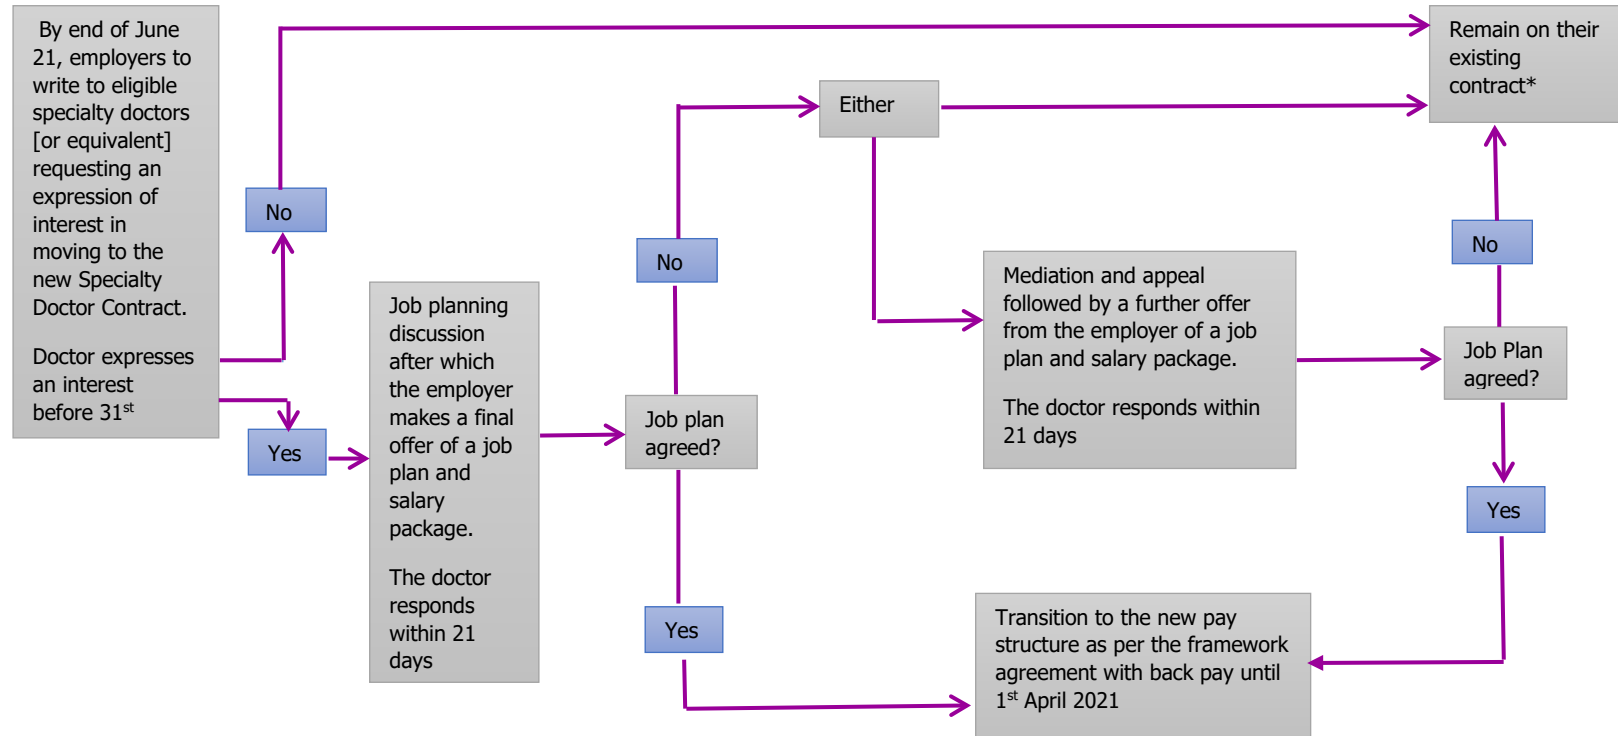 By end of June
21, employers to
write to eligible
specialty doctors
[or equivalent]
requesting an
expression of
interest in
moving to the
new Specialty
Doctor Contract.
Doctor expresses
an interest
before 31st
No
Yes
Job planning
discussion
after which
the employer
makes a final
offer of a job
plan and
salary
package.
The doctor
responds
within 21
days
Job plan
agreed?
No
Yes
Either
Mediation and appeal
followed by a further offer
from the employer of a job
plan and salary package.
The doctor responds within
21 days
Job Plan
agreed?
No
Yes
Remain on their
existing
contract*
Transition to the new pay
structure as per the framework
agreement with back pay until
1st April 2021